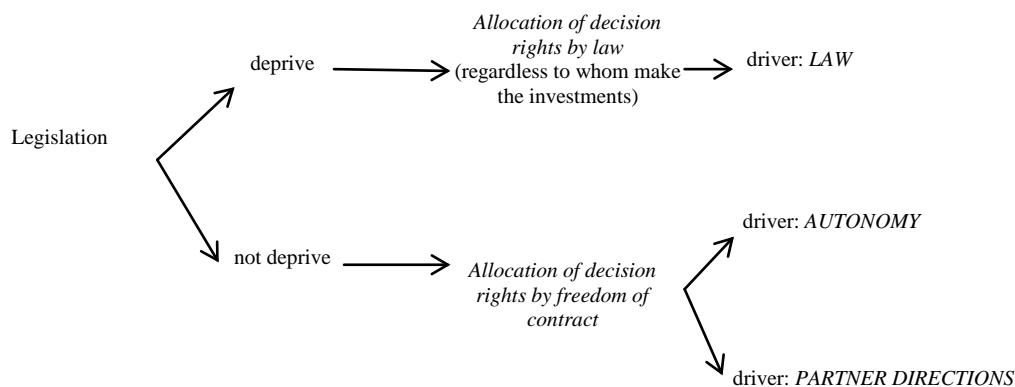 Allocation of decision
rights by law
(regardless to whom make
the investments)
deprive
driver: LAW
Legislation
driver: AUTONOMY
not deprive
Allocation of decision
rights by freedom of
contract
driver: PARTNER DIRECTIONS